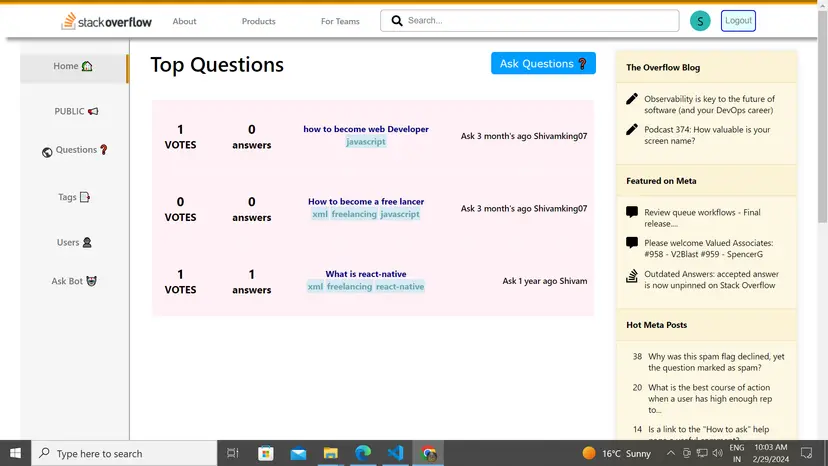 stackoverflow
About
Products
For Teams
Search...
S
Logout
Home
PUBLIC
Questions
Tags
Users
Ask Bot
Top Questions
Ask Questions
1
VOTES
0
answers
how to become web Developer
javascript
Ask 3 month's ago Shivamking07
0
VOTES
0
answers
How to become a free lancer
xml freelancing javascript
Ask 3 month's ago Shivamking07
1
VOTES
1
answers
What is react-native
xml freelancing react-native
Ask 1 year ago Shivam
The Overflow Blog
Observability is key to the future of
software (and your DevOps career)
Podcast 374: How valuable is your
screen name?
Featured on Meta
Review queue workflows - Final
release....
Please welcome Valued Associates:
#958 - V2Blast #959 - SpencerG
Outdated Answers: accepted answer
is now unpinned on Stack Overflow
Hot Meta Posts
38 Why was this spam flag declined, yet
the question marked as spam?
20 What is the best course of action
when a user has high enough rep
to...
14 Is a link to the "How to ask" help
Type here to search
16°C Sunny
ENG
IN
10:03 AM
2/29/2024